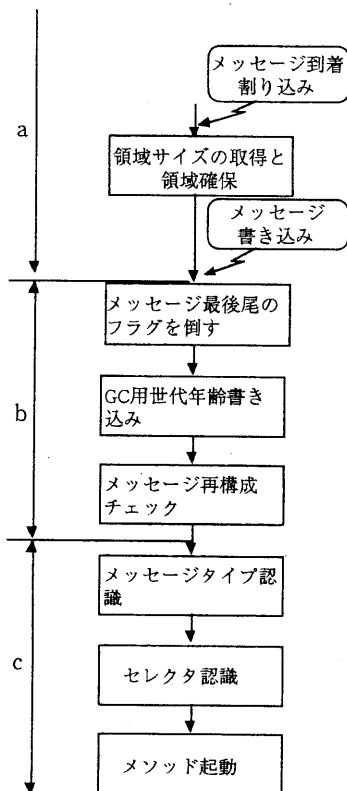 メッセージ到着
割り込み
a
領域サイズの取得と
領域確保
メッセージ
書き込み
メッセージ最後尾の
フラグを倒す
b
GC用世代年齢書き
込み
メッセージ再構成
チェック
メッセージタイプ認
識
c
セレクタ認識
メソッド起動